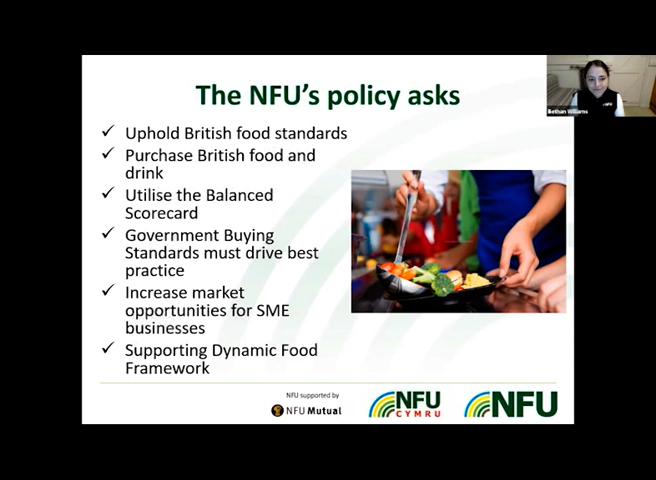 The NFU's policy asks
✓ Uphold British food standards
✓ Purchase British food and
drink
✓ Utilise the Balanced
Scorecard
✓ Government Buying
Standards must drive best
practice
✓ Increase market
opportunities for SME
businesses
✓ Supporting Dynamic Food
Framework
NFU supported by
NFU Mutual
NFU
CYMRU
NFU
Bethan Williams